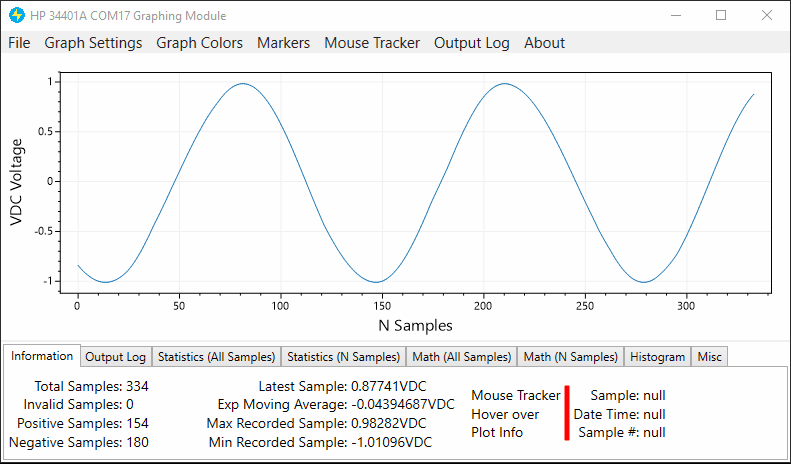 HP 34401A COM17 Graphing Module
File Graph Settings Graph Colors Markers Mouse Tracker Output Log About
VDC Voltage
1
0.5
0
-0.5
-1
0 50 100 150 200 250 300
N Samples
Information Output Log Statistics (All Samples) Statistics (N Samples) Math (All Samples) Math (N Samples) Histogram Misc
Total Samples: 334
Invalid Samples: 0
Positive Samples: 154
Negative Samples: 180
Latest Sample: 0.87741VDC
Exp Moving Average: -0.04394687VDC
Max Recorded Sample: 0.98282VDC
Min Recorded Sample: -1.01096VDC
Mouse Tracker
Hover over
Plot Info
Sample: null
Date Time: null
Sample #: null